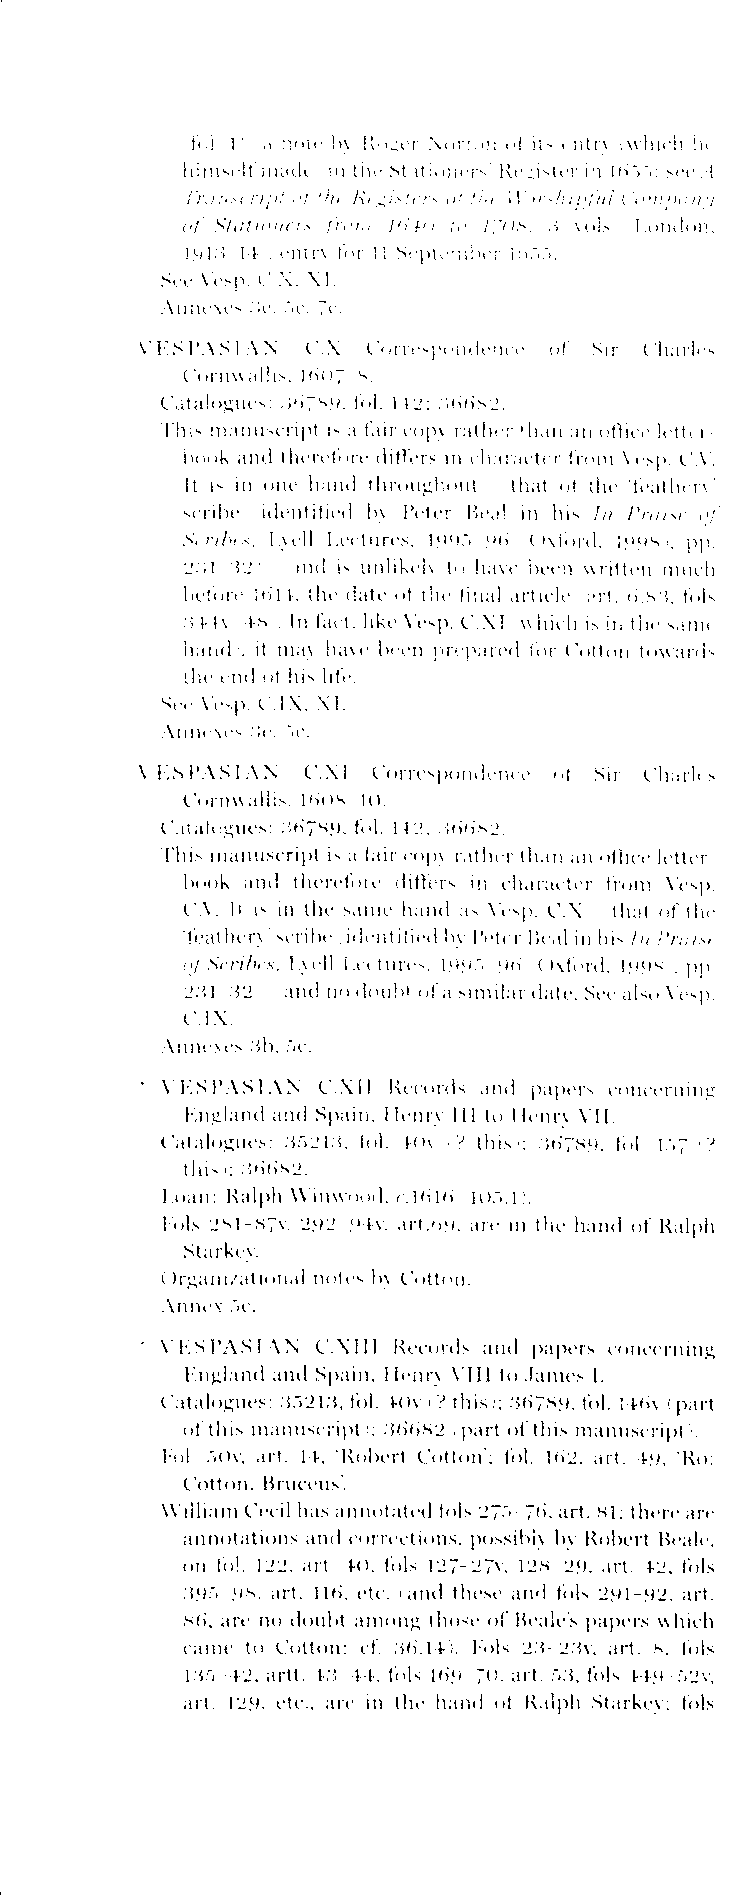 fol. 1v, a note by Roger Norton of its entry (which he
himself made) in the Stationers' Register in 1655: see A
Transcript of the Registers of the Worshipful Company
of Stationers from 1640 to 1708, 3 vols (London,
1913–14), entry for 11 September 1655.
See Vesp. C.X, XI.
Annexes 3e, 5c, 7c.
VESPASIAN C.X Correspondence of Sir Charles
Cornwallis, 1607–8.
Catalogues: 36789, fol. 142; 36682.
This manuscript is a fair copy rather than an office letter-
book and therefore differs in character from Vesp. C.V.
It is in one hand throughout – that of the 'feathery'
scribe (identified by Peter Beal in his In Praise of
Scribes, Lyell Lectures, 1995–96 (Oxford, 1998), pp.
231–32) – and is unlikely to have been written much
before 1614, the date of the final article (art. 6.83, fols
344v–48). In fact, like Vesp. C.XI (which is in the same
hand), it may have been prepared for Cotton towards
the end of his life.
See Vesp. C.IX, XI.
Annexes 3e, 5c.
VESPASIAN C.XI Correspondence of Sir Charles
Cornwallis, 1608–10.
Catalogues: 36789, fol. 142; 36682.
This manuscript is a fair copy rather than an office letter-
book and therefore differs in character from Vesp.
C.V. It is in the same hand as Vesp. C.X – that of the
'feathery' scribe (identified by Peter Beal in his In Praise
of Scribes, Lyell Lectures, 1995–96 (Oxford, 1998), pp.
231–32) – and no doubt of a similar date. See also Vesp.
C.IX.
Annexes 3b, 5c.
* VESPASIAN C.XII Records and papers concerning
England and Spain, Henry III to Henry VII.
Catalogues: 35213, fol. 40v (? this); 36789, fol. 157 (?
this); 36682.
Loan: Ralph Winwood, c.1616 (105.1).
Fols 281–87v, 292–94v, art.69, are in the hand of Ralph
Starkey.
Organizational notes by Cotton.
Annex 5c.
* VESPASIAN C.XIII Records and papers concerning
England and Spain, Henry VIII to James I.
Catalogues: 35213, fol. 40v (? this); 36789, fol. 146v (part
of this manuscript); 36682 (part of this manuscript).
Fol. 50v, art. 14, 'Robert Cotton'; fol. 162, art. 49, 'Ro:
Cotton. Bruceus'.
William Cecil has annotated fols 275–76, art. 81; there are
annotations and corrections, possibly by Robert Beale,
on fol. 122, art. 40, fols 127–27v, 128–29, art. 42, fols
395–98, art. 116, etc. (and these and fols 291–92, art.
86, are no doubt among those of Beale's papers which
came to Cotton: cf. 36.14). Fols 23–23v, art. 8, fols
135–42, artt. 43–44, fols 169–70, art. 53, fols 449–52v,
art. 129, etc., are in the hand of Ralph Starkey; fols